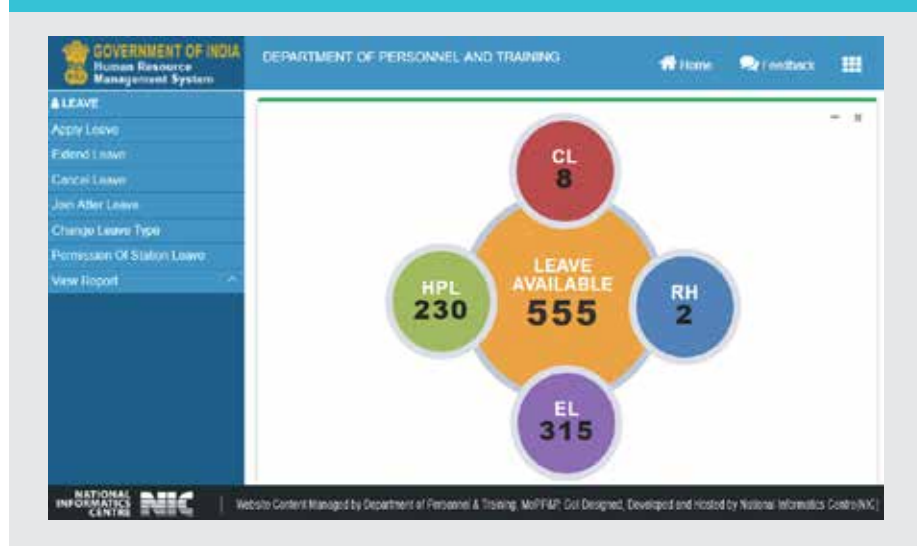 GOVERNMENT OF INDIA
Human Resource
Management System
DEPARTMENT OF PERSONNEL AND TRAINING
Home
Feedback
LEAVE
Apply Leave
Extend Leave
Cancel Leave
Join After Leave
Change Leave Type
Permission Of Station Leave
View Report
CL
8
HPL
230
LEAVE
AVAILABLE
555
RH
2
EL
315
NATIONAL
INFORMATICS
CENTRE
NIC
Website Content Managed by Department of Personnel & Training, MoPP&P, GoI Designed, Developed and Hosted by National Informatics Centre(NIC)